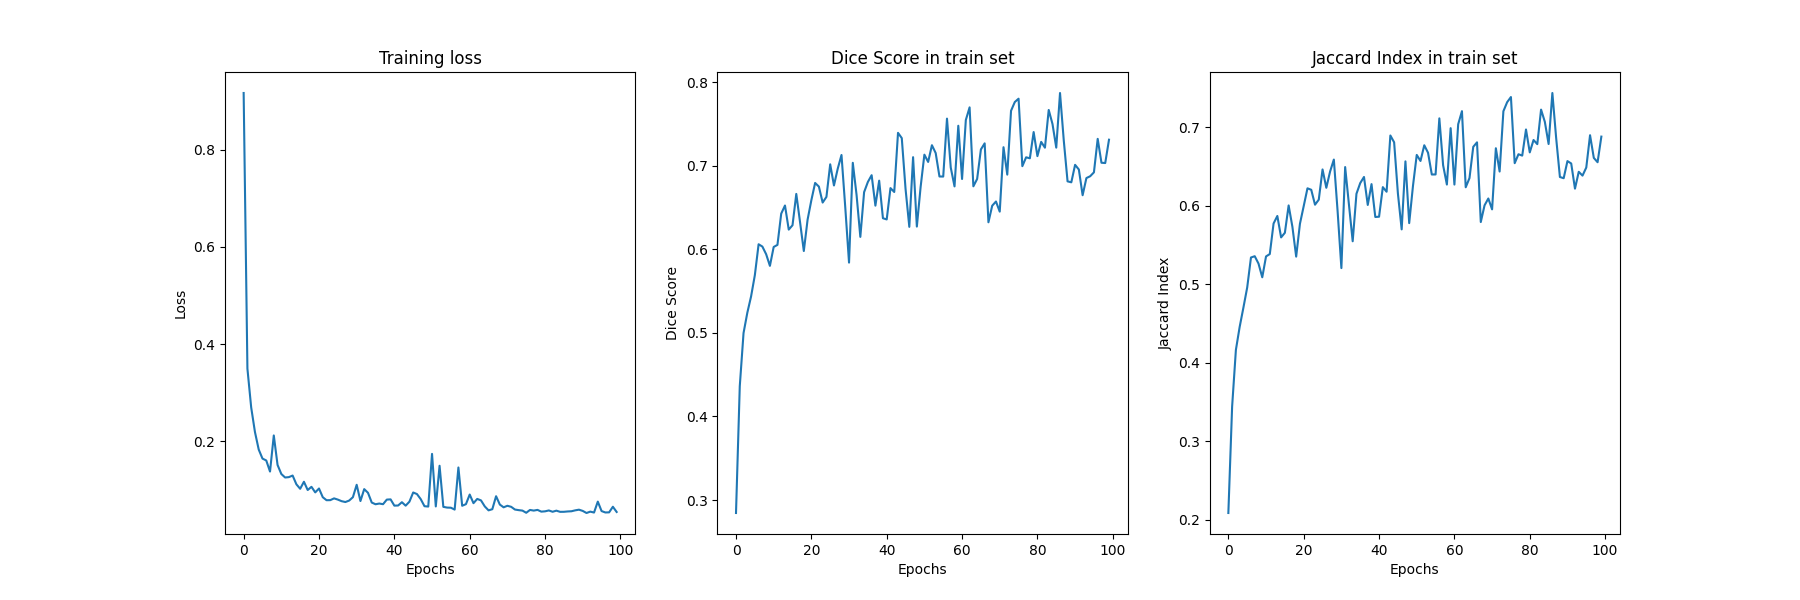 Training loss
Loss
0.8
0.6
0.4
0.2
0 20 40 60 80 100
Epochs
Dice Score in train set
Dice Score
0.8
0.7
0.6
0.5
0.4
0.3
0 20 40 60 80 100
Epochs
Jaccard Index in train set
Jaccard Index
0.7
0.6
0.5
0.4
0.3
0.2
0 20 40 60 80 100
Epochs